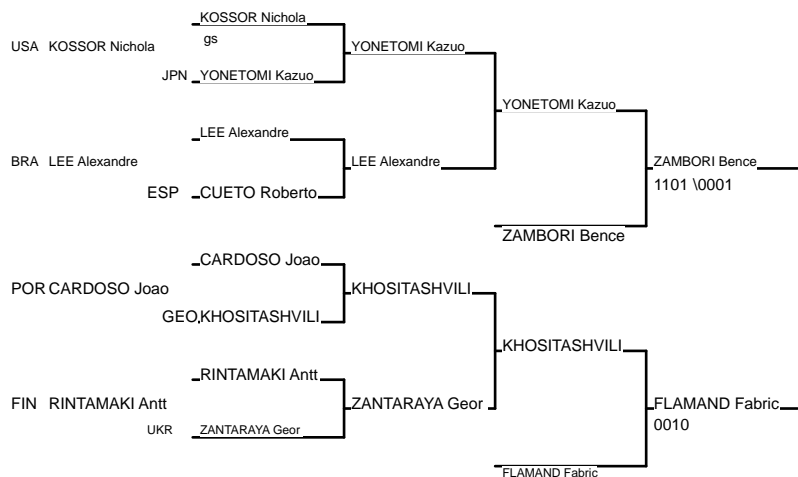 KOSSOR Nichola
gs
USA KOSSOR Nichola
YONETOMI Kazuo
JPN YONETOMI Kazuo
YONETOMI Kazuo
LEE Alexandre
BRA LEE Alexandre
LEE Alexandre
ZAMBORI Bence
1101 \0001
ESP CUETO Roberto
ZAMBORI Bence
CARDOSO Joao
POR CARDOSO Joao
KHOSITASHVILI
GEO KHOSITASHVILI
KHOSITASHVILI
RINTAMAKI Antt
FIN RINTAMAKI Antt
ZANTARAYA Geor
FLAMAND Fabric
0010
UKR ZANTARAYA Geor
FLAMAND Fabric